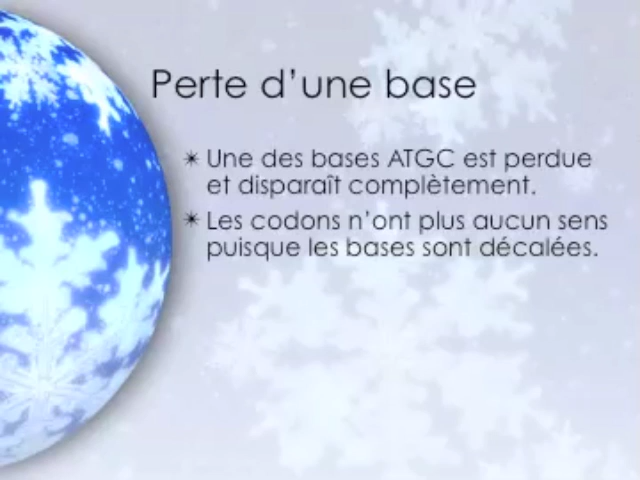 Perte d’une base
Une des bases ATGC est perdue
et disparaît complètement.
Les codons n’ont plus aucun sens
puisque les bases sont décalées.